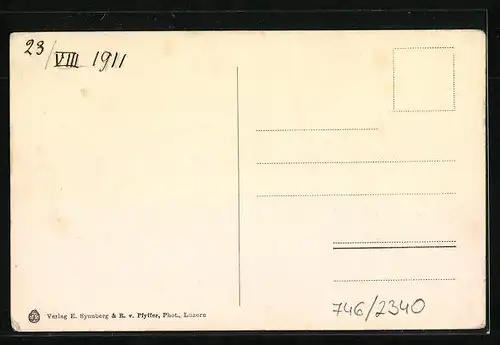 23/VIII 1911
Verlag E. Synnberg & R. v. Pfyffer, Phot., Luzern
746/2340